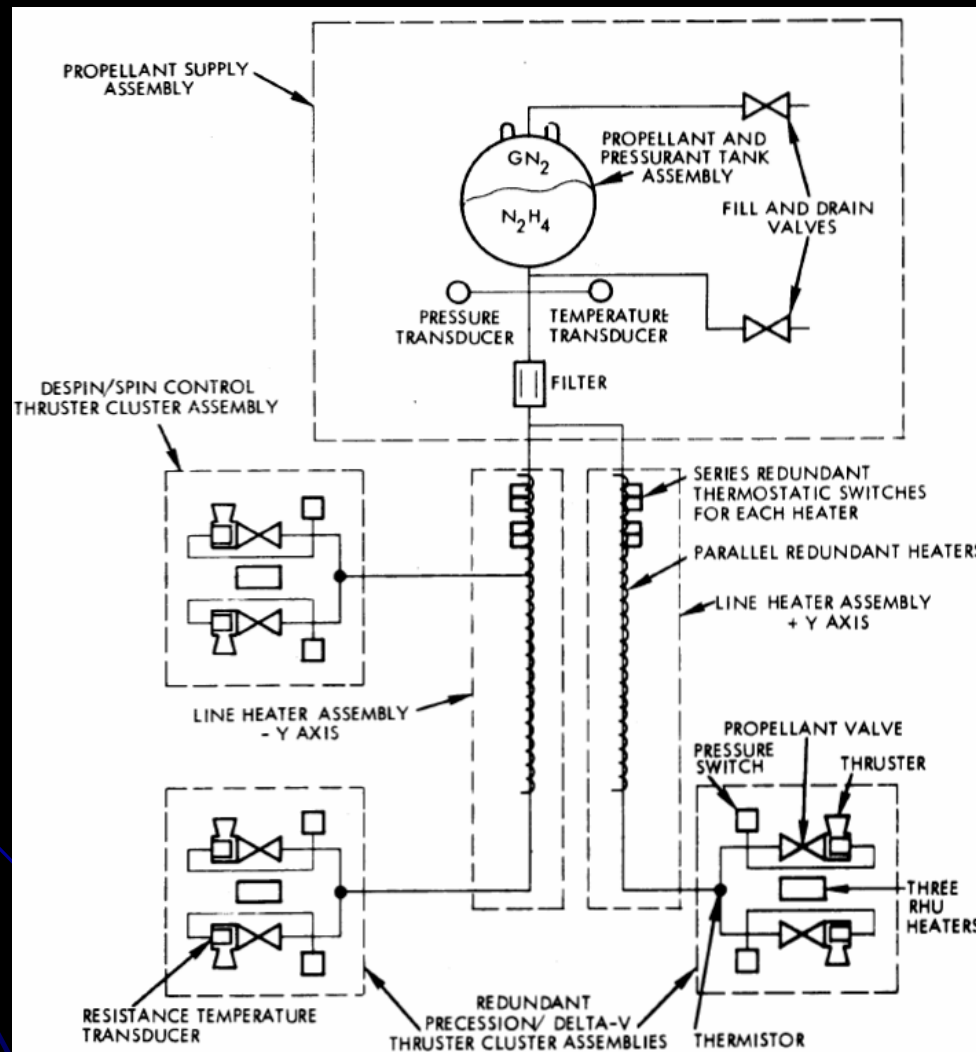 PROPELLANT SUPPLY
ASSEMBLY
GN2
PROPELLANT AND
PRESSURANT TANK
ASSEMBLY
N2H4
FILL AND DRAIN
VALVES
PRESSURE
TRANSDUCER
TEMPERATURE
TRANSDUCER
FILTER
DESPIN/SPIN CONTROL
THRUSTER CLUSTER ASSEMBLY
SERIES REDUNDANT
THERMOSTATIC SWITCHES
FOR EACH HEATER
PARALLEL REDUNDANT HEATERS
LINE HEATER ASSEMBLY
+ Y AXIS
LINE HEATER ASSEMBLY
- Y AXIS
PROPELLANT VALVE
PRESSURE
SWITCH
THRUSTER
THREE
RHU
HEATERS
RESISTANCE TEMPERATURE
TRANSDUCER
REDUNDANT
PRECESSION/ DELTA-V
THRUSTER CLUSTER ASSEMBLIES
THERMISTOR